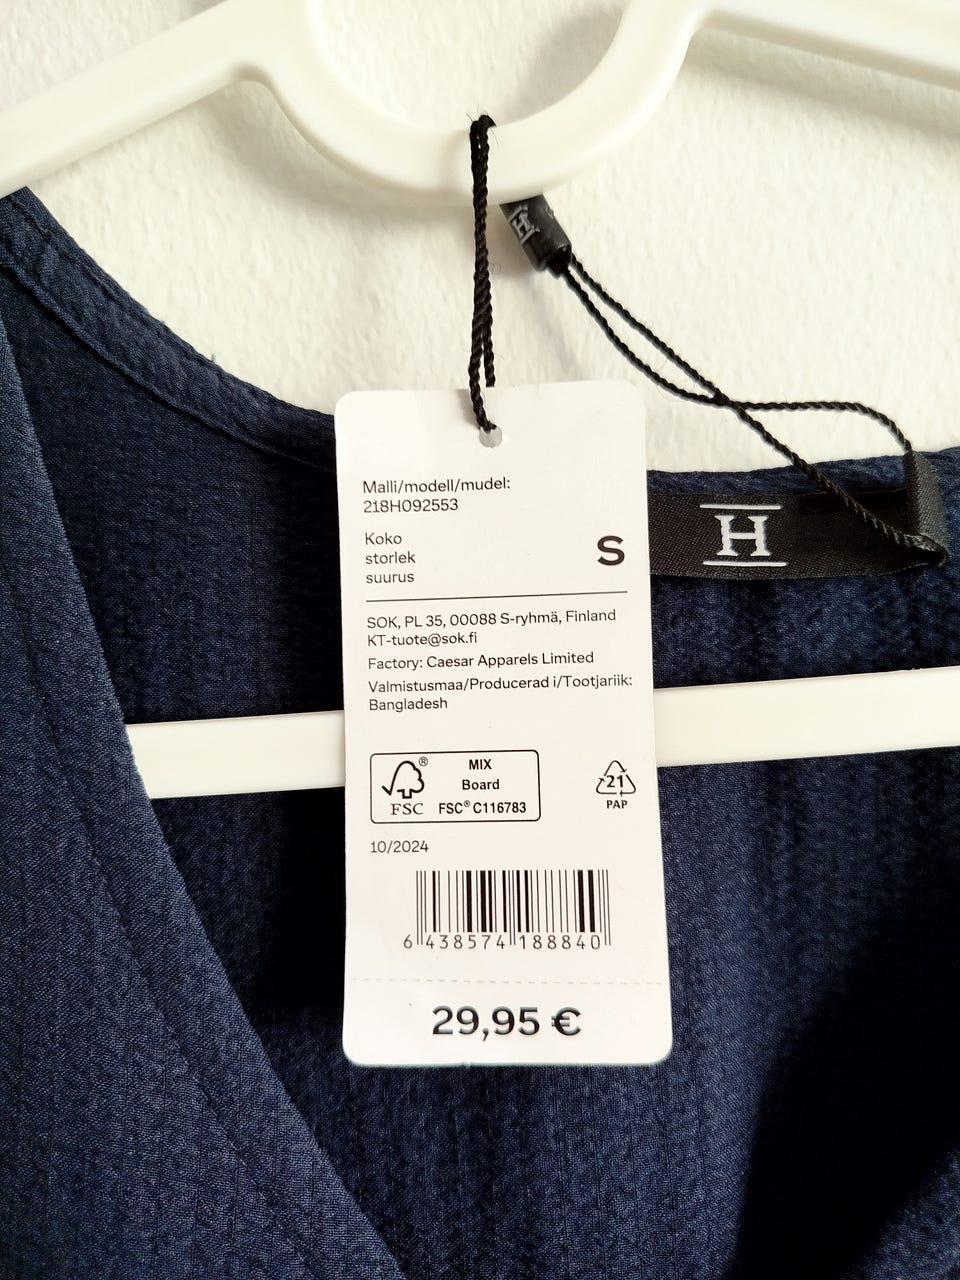 H
Malli/modell/mudel:
218H092553
Koko
storlek
suurus
S
H
SOK, PL 35, 00088 S-ryhmä, Finland
KT-tuote@sok.fi
Factory: Caesar Apparels Limited
Valmistusmaa/Producerad i/Tootjariik:
Bangladesh
FSC®
MIX
Board
FSC® C116783
21
PAP
10/2024
6 438574 188840
29,95 €